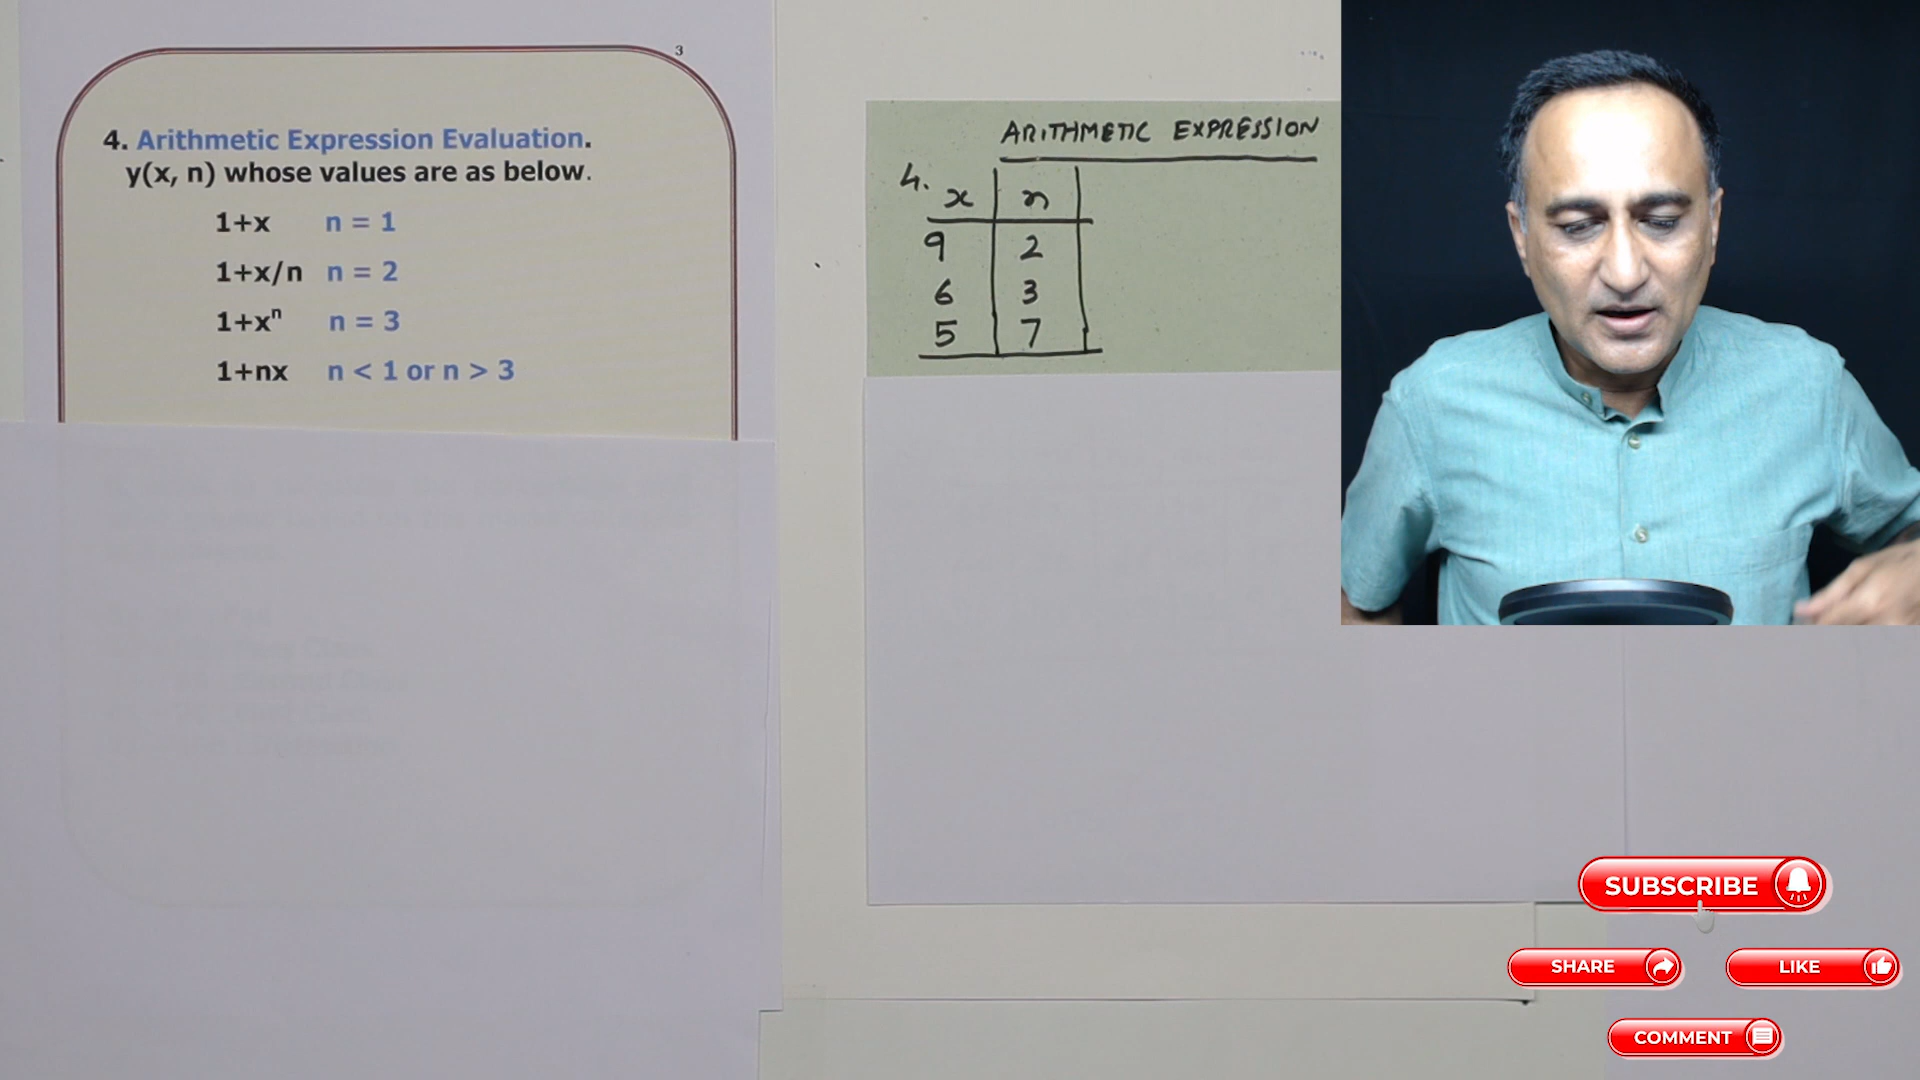 3
4. Arithmetic Expression Evaluation.
y(x, n) whose values are as below.
1+x n = 1
1+x/n n = 2
1+xⁿ n = 3
1+nx n < 1 or n > 3
ARITHMETIC EXPRESSION
4.
x n
9 2
6 3
5 7
SUBSCRIBE
SHARE
LIKE
COMMENT